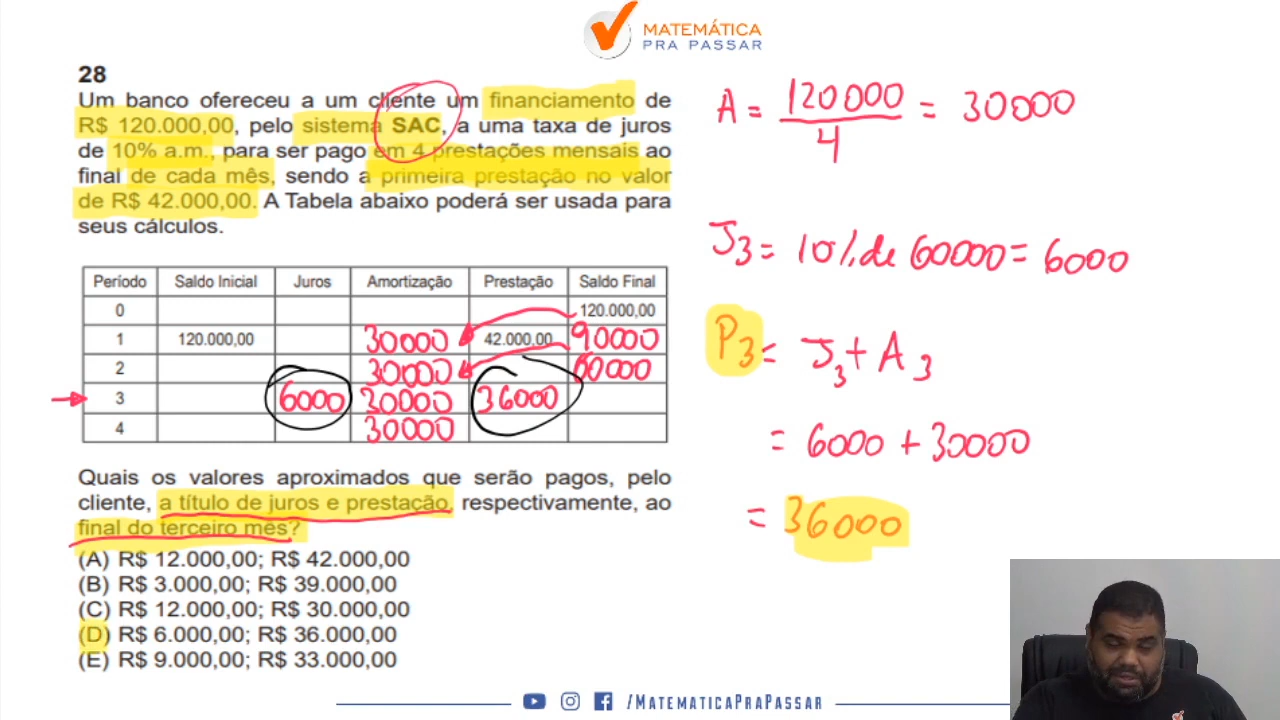 MATEMÁTICA
PRA PASSAR
28
Um banco ofereceu a um cliente um financiamento de
R$ 120.000,00, pelo sistema SAC, a uma taxa de juros
de 10% a.m., para ser pago em 4 prestações mensais ao
final de cada mês, sendo a primeira prestação no valor
de R$ 42.000,00. A Tabela abaixo poderá ser usada para
seus cálculos.
Período Saldo Inicial Juros Amortização Prestação Saldo Final
0 120.000,00
1 120.000,00 30000 42.000,00 90000
2 30000 60000
3 6000 30000 36000
4 30000
Quais os valores aproximados que serão pagos, pelo
cliente, a título de juros e prestação, respectivamente, ao
final do terceiro mês?
(A) R$ 12.000,00; R$ 42.000,00
(B) R$ 3.000,00; R$ 39.000,00
(C) R$ 12.000,00; R$ 30.000,00
(D) R$ 6.000,00; R$ 36.000,00
(E) R$ 9.000,00; R$ 33.000,00
A = 120000 / 4 = 30000
J3 = 10% de 60000 = 6000
P3 = J3 + A3
= 6000 + 30000
= 36000
/MATEMATICAPRAPASSAR